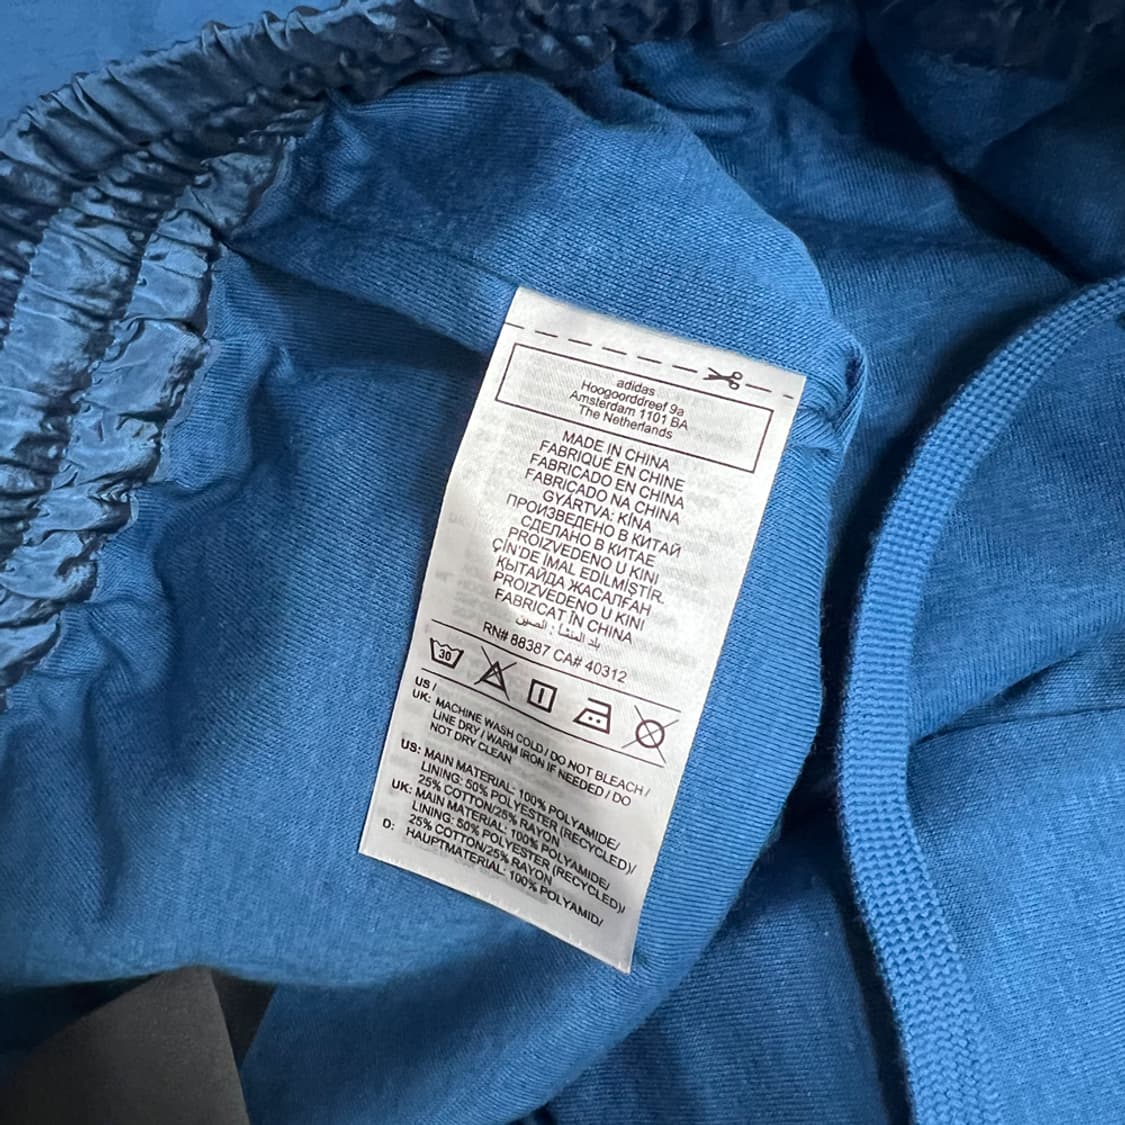 adidas
Hoogoorddreef 9a
Amsterdam 1101 BA
The Netherlands
MADE IN CHINA
FABRIQUÉ EN CHINE
FABRICADO EN CHINA
FABRICADO NA CHINA
GYÁRTVA: KÍNA
ПРОИЗВЕДЕНО В КИТАЙ
СДЕЛАНО В КИТАЕ
PROIZVEDENO U KINI
ÇİN'DE İMAL EDİLMİŞTİR.
ҚЫТАЙДА ЖАСАЛҒАН
PROIZVEDENO U KINI
FABRICAT ÎN CHINA
بلد المنشأ : الصين
RN# 88387 CA# 40312
30
US /
UK: MACHINE WASH COLD / DO NOT BLEACH /
LINE DRY / WARM IRON IF NEEDED / DO
NOT DRY CLEAN
US: MAIN MATERIAL: 100% POLYAMIDE/
LINING: 50% POLYESTER (RECYCLED)/
25% COTTON/25% RAYON
UK: MAIN MATERIAL: 100% POLYAMIDE/
LINING: 50% POLYESTER (RECYCLED)/
25% COTTON/25% RAYON
D: HAUPTMATERIAL: 100% POLYAMID/